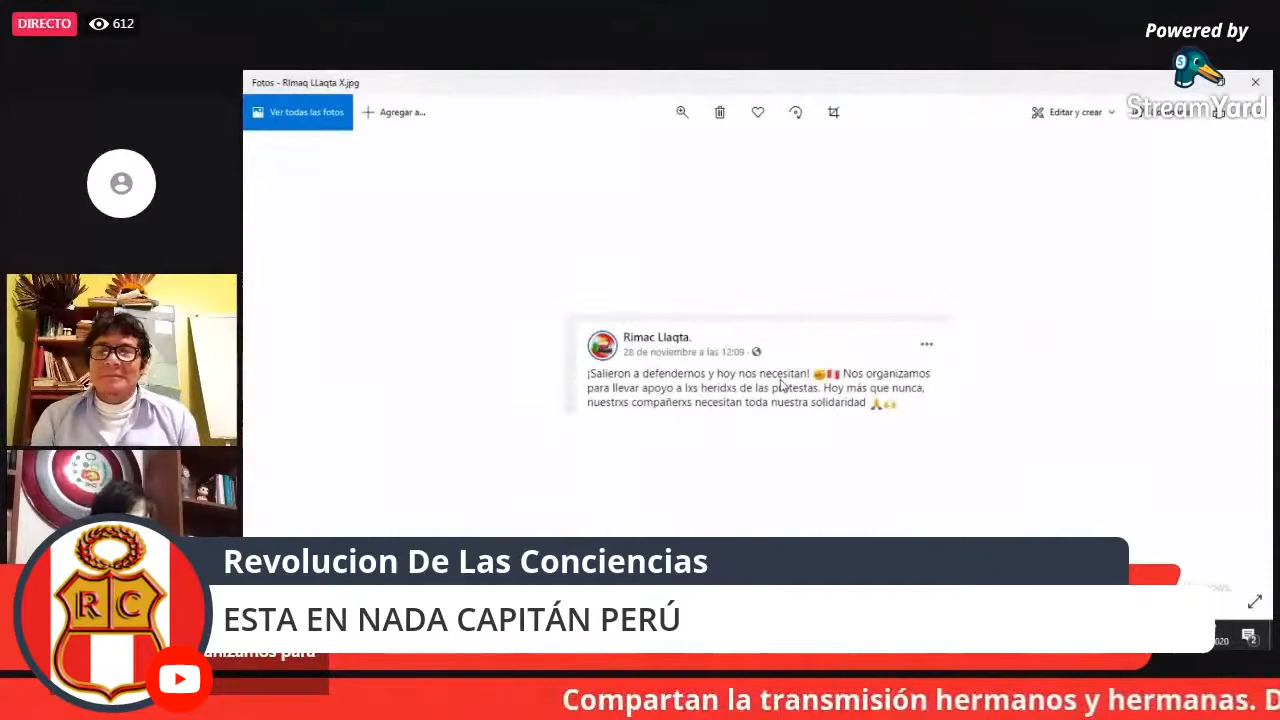 DIRECTO 612
Powered by
StreamYard
Fotos - Rimaq LLaqta X.jpg
Ver todas las fotos
Agregar a...
Editar y crear
Rimac Llaqta.
28 de noviembre a las 12:09
¡Salieron a defendernos y hoy nos necesitan! ✊🇵🇪 Nos organizamos
para llevar apoyo a lxs heridxs de las protestas. Hoy más que nunca,
nuestrxs compañerxs necesitan toda nuestra solidaridad 🙏🙌
Revolucion De Las Conciencias
ESTA EN NADA CAPITÁN PERÚ
RC
2
Compartan la transmisión hermanos y hermanas. D